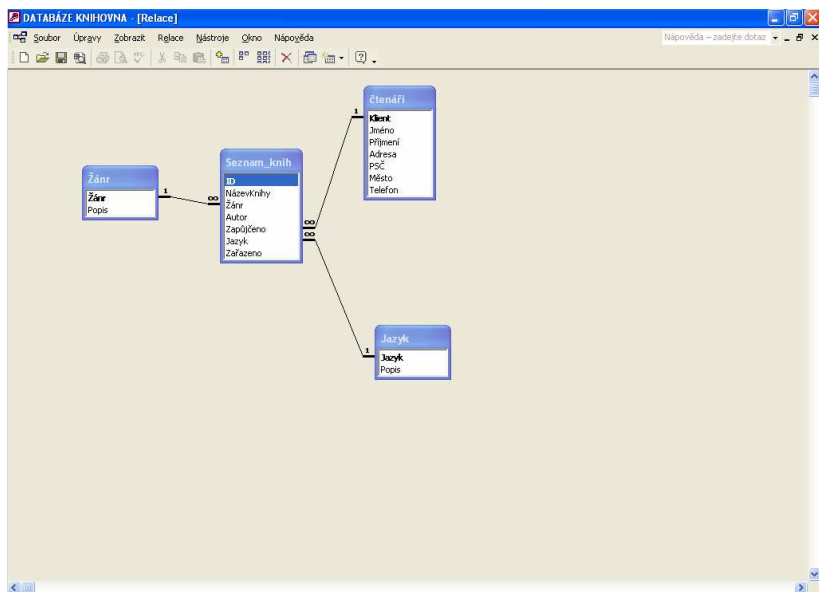 DATABÁZE KNIHOVNA - [Relace]
Soubor Úpravy Zobrazit Relace Nástroje Okno Nápověda
Nápověda – zadejte dotaz
čtenáři
Klient
Jméno
Příjmení
Adresa
PSČ
Město
Telefon
Seznam_knih
ID
NázevKnihy
Žánr
Autor
Zapůjčeno
Jazyk
Zařazeno
Žánr
Žánr
Popis
1
∞
1
∞
∞
1
Jazyk
Jazyk
Popis